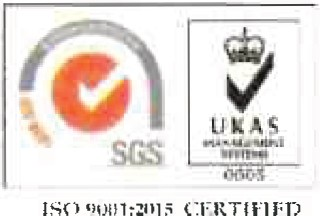 SGS
UKAS
MANAGEMENT
SYSTEMS
0005
ISO 9001:2015 CERTIFIED